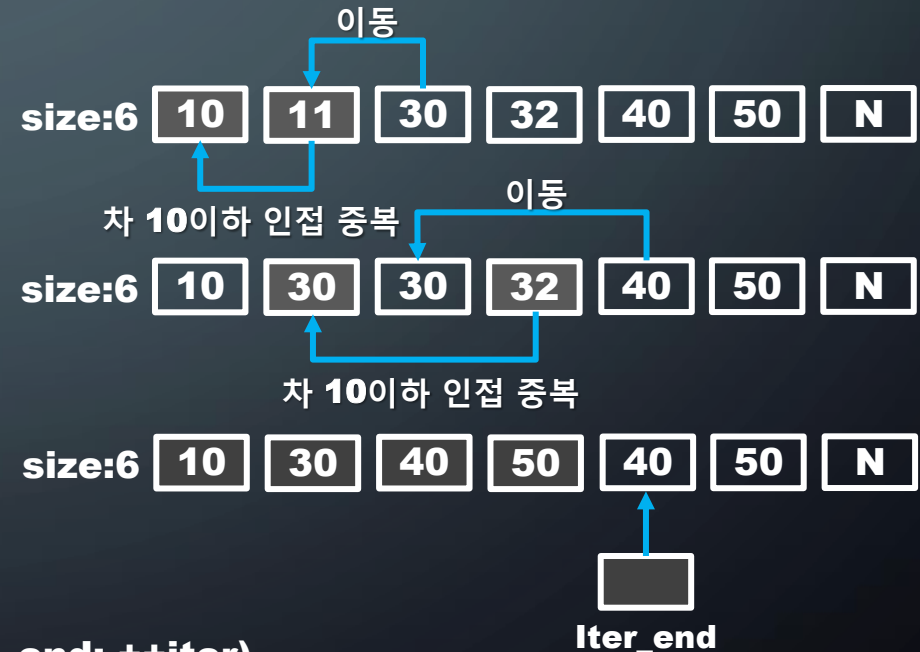 이동
size:6 10 11 30 32 40 50 N
차 10이하 인접 중복
이동
size:6 10 30 30 32 40 50 N
차 10이하 인접 중복
size:6 10 30 40 50 40 50 N
Iter_end
end; ++iter)